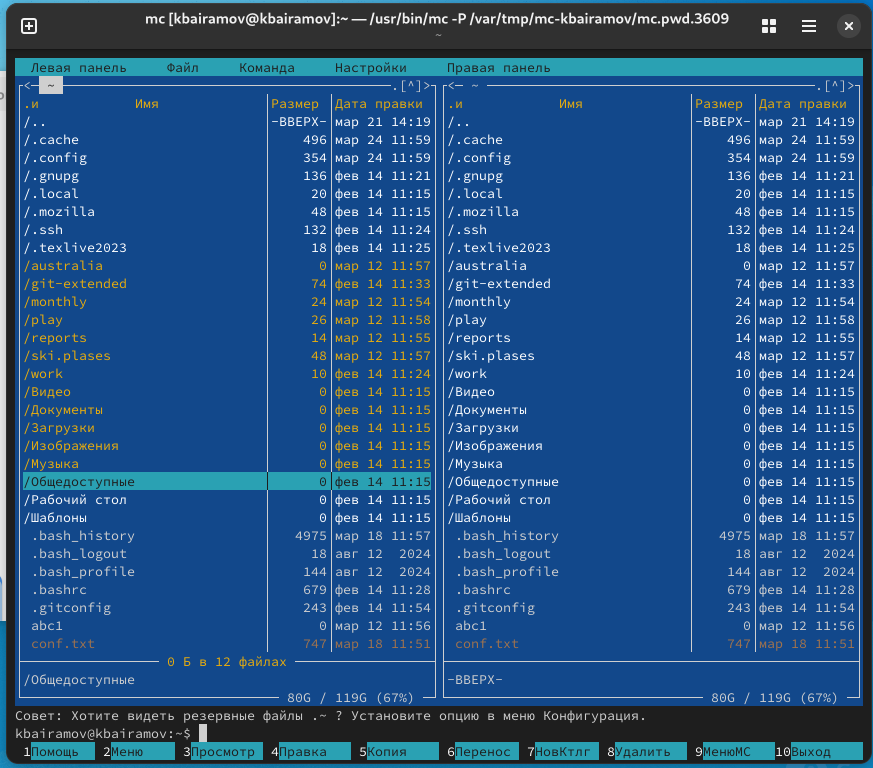 mc [kbairamov@kbairamov]:~ — /usr/bin/mc -P /var/tmp/mc-kbairamov/mc.pwd.3609
~
Левая панель Файл Команда Настройки Правая панель
<─ ~ .[^]> <─ ~ .[^]>
.и Имя Размер Дата правки .и Имя Размер Дата правки
/.. -ВВЕРХ- мар 21 14:19 /.. -ВВЕРХ- мар 21 14:19
/.cache 496 мар 24 11:59 /.cache 496 мар 24 11:59
/.config 354 мар 24 11:59 /.config 354 мар 24 11:59
/.gnupg 136 фев 14 11:21 /.gnupg 136 фев 14 11:21
/.local 20 фев 14 11:15 /.local 20 фев 14 11:15
/.mozilla 48 фев 14 11:15 /.mozilla 48 фев 14 11:15
/.ssh 132 фев 14 11:24 /.ssh 132 фев 14 11:24
/.texlive2023 18 фев 14 11:25 /.texlive2023 18 фев 14 11:25
/australia 0 мар 12 11:57 /australia 0 мар 12 11:57
/git-extended 74 фев 14 11:33 /git-extended 74 фев 14 11:33
/monthly 24 мар 12 11:54 /monthly 24 мар 12 11:54
/play 26 мар 12 11:58 /play 26 мар 12 11:58
/reports 14 мар 12 11:55 /reports 14 мар 12 11:55
/ski.plases 48 мар 12 11:57 /ski.plases 48 мар 12 11:57
/work 10 фев 14 11:24 /work 10 фев 14 11:24
/Видео 0 фев 14 11:15 /Видео 0 фев 14 11:15
/Документы 0 фев 14 11:15 /Документы 0 фев 14 11:15
/Загрузки 0 фев 14 11:15 /Загрузки 0 фев 14 11:15
/Изображения 0 фев 14 11:15 /Изображения 0 фев 14 11:15
/Музыка 0 фев 14 11:15 /Музыка 0 фев 14 11:15
/Общедоступные 0 фев 14 11:15 /Общедоступные 0 фев 14 11:15
/Рабочий стол 0 фев 14 11:15 /Рабочий стол 0 фев 14 11:15
/Шаблоны 0 фев 14 11:15 /Шаблоны 0 фев 14 11:15
.bash_history 4975 мар 18 11:57 .bash_history 4975 мар 18 11:57
.bash_logout 18 авг 12 2024 .bash_logout 18 авг 12 2024
.bash_profile 144 авг 12 2024 .bash_profile 144 авг 12 2024
.bashrc 679 фев 14 11:28 .bashrc 679 фев 14 11:28
.gitconfig 243 фев 14 11:54 .gitconfig 243 фев 14 11:54
abc1 0 мар 12 11:56 abc1 0 мар 12 11:56
conf.txt 747 мар 18 11:51 conf.txt 747 мар 18 11:51
0 Б в 12 файлах
/Общедоступные -ВВЕРХ-
80G / 119G (67%) 80G / 119G (67%)
Совет: Хотите видеть резервные файлы .~ ? Установите опцию в меню Конфигурация.
kbairamov@kbairamov:~$
1Помощь 2Меню 3Просмотр 4Правка 5Копия 6Перенос 7НовКтлг 8Удалить 9МенюMC 10Выход